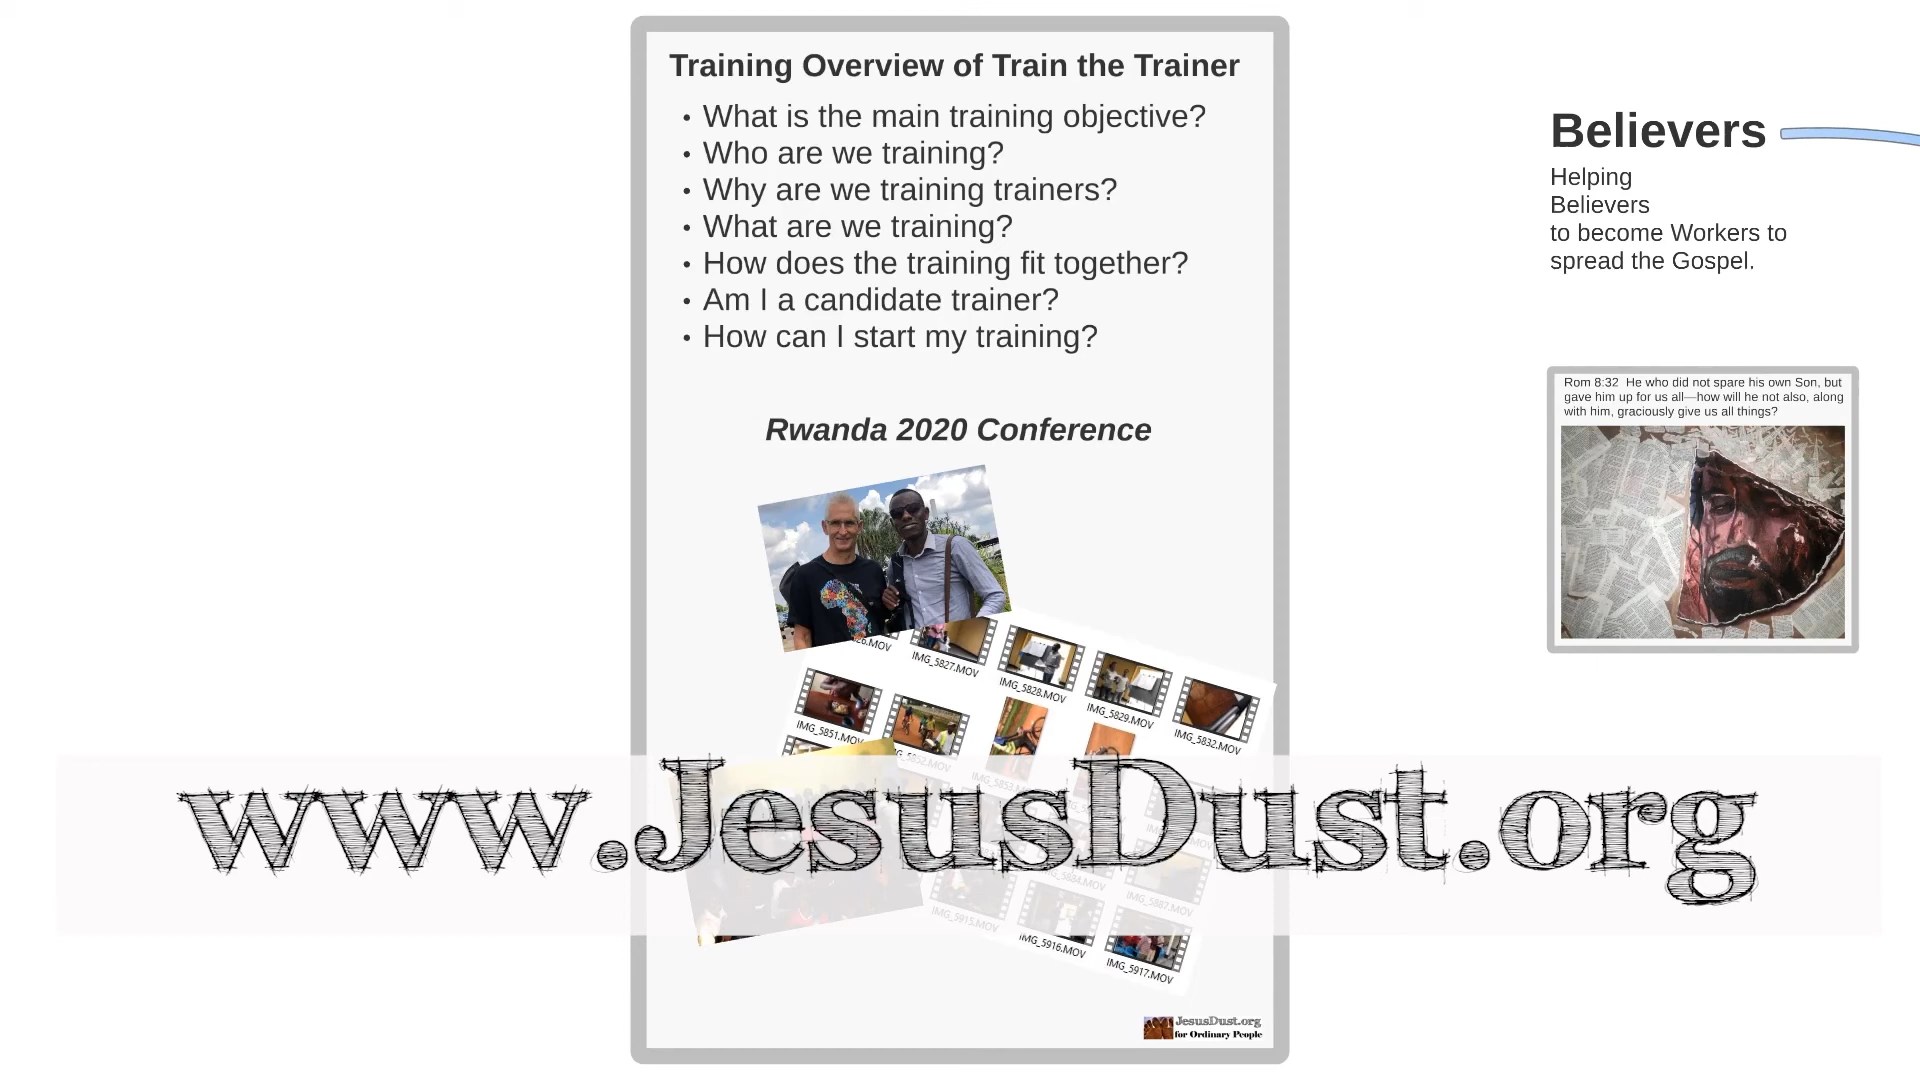 Training Overview of Train the Trainer
• What is the main training objective?
• Who are we training?
• Why are we training trainers?
• What are we training?
• How does the training fit together?
• Am I a candidate trainer?
• How can I start my training?
Rwanda 2020 Conference
IMG_5827.MOV
IMG_5828.MOV
IMG_5829.MOV
IMG_5832.MOV
IMG_5851.MOV
www.JesusDust.org
IMG_5887.MOV
IMG_5915.MOV
IMG_5916.MOV
IMG_5917.MOV
JesusDust.org
for Ordinary People
Believers
Helping
Believers
to become Workers to
spread the Gospel.
Rom 8:32 He who did not spare his own Son, but
gave him up for us all—how will he not also, along
with him, graciously give us all things?